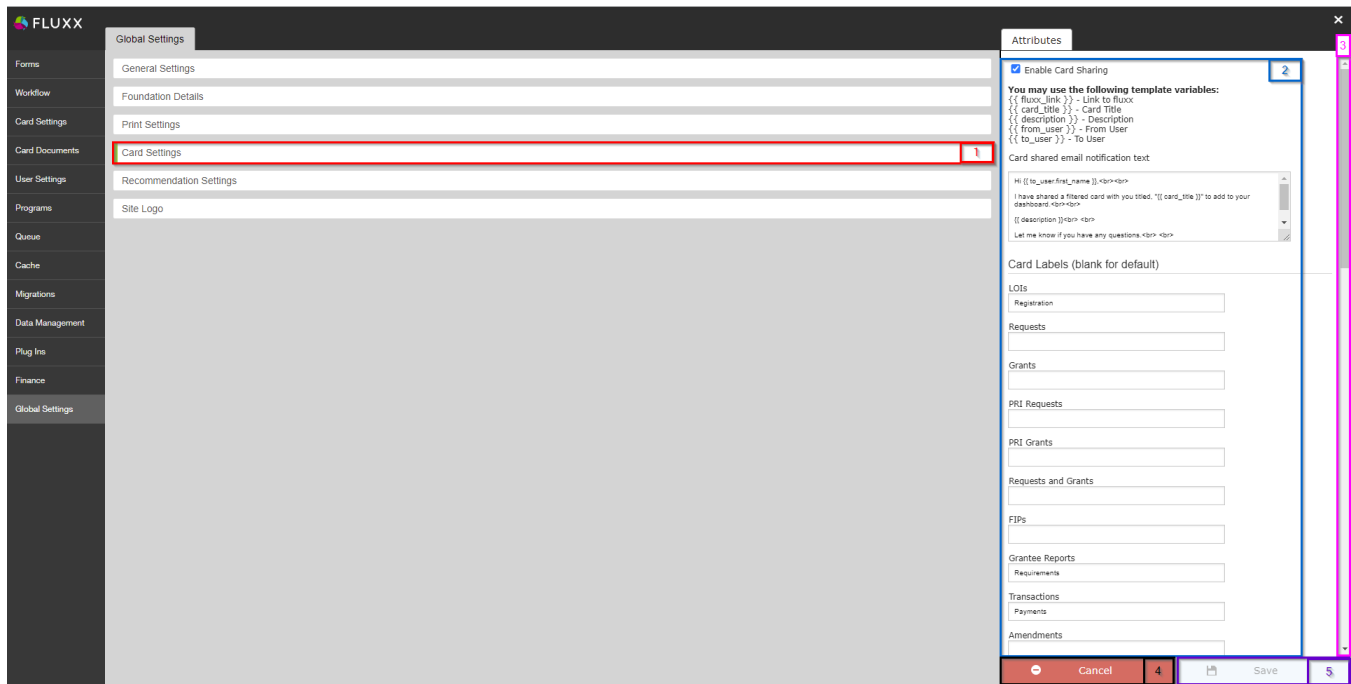 FLUXX
×
Global Settings
Attributes
3
Forms
Workflow
Card Settings
Card Documents
User Settings
Programs
Queue
Cache
Migrations
Data Management
Plug Ins
Finance
Global Settings
General Settings
Foundation Details
Print Settings
Card Settings
1
Recommendation Settings
Site Logo
Enable Card Sharing
2
You may use the following template variables:
{{ fluxx_link }} - Link to fluxx
{{ card_title }} - Card Title
{{ description }} - Description
{{ from_user }} - From User
{{ to_user }} - To User
Card shared email notification text
Hi {{ to_user.first_name }},<br><br>
I have shared a filtered card with you titled, "{{ card_title }}" to add to your
dashboard.<br><br>
{{ description }}<br> <br>
Let me know if you have any questions.<br> <br>
Card Labels (blank for default)
LOIs
Registration
Requests
Grants
PRI Requests
PRI Grants
Requests and Grants
FIPs
Grantee Reports
Requirements
Transactions
Payments
Amendments
Cancel
4
Save
5